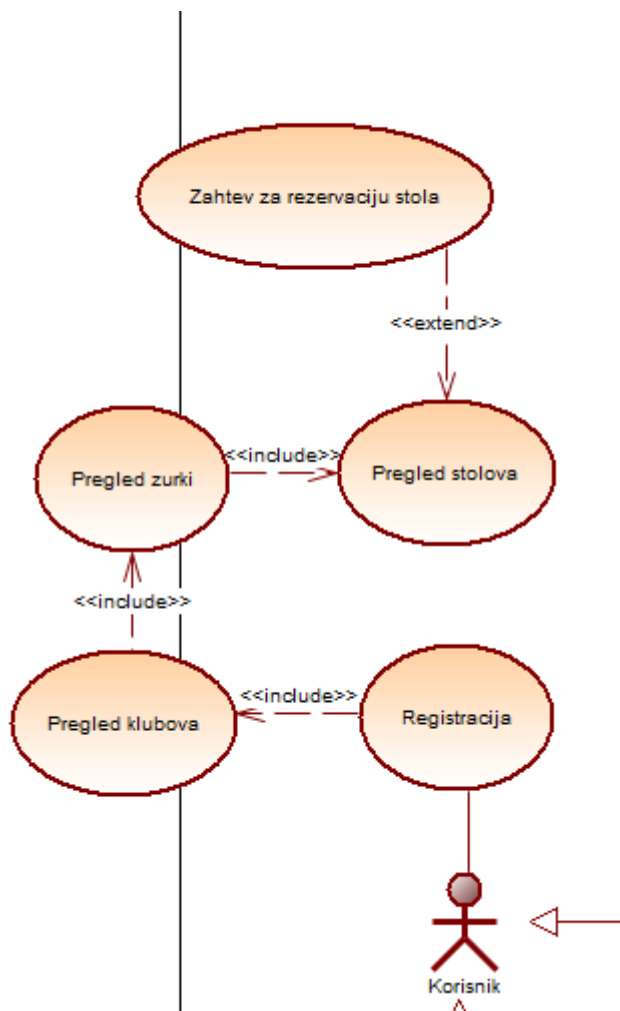 Zahtev za rezervaciju stola
<<extend>>
<<include>>
Pregled zurki
Pregled stolova
<<include>>
<<include>>
Pregled klubova
Registracija
Korisnik